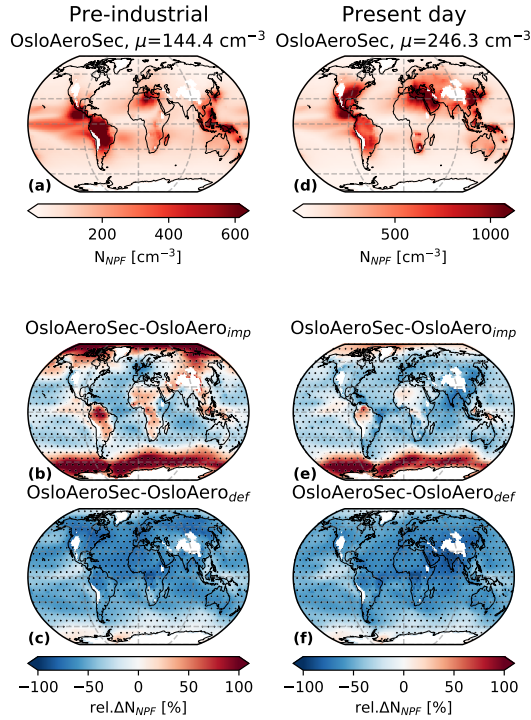 Pre-industrial
Present day
OsloAeroSec, μ=144.4 cm⁻³
OsloAeroSec, μ=246.3 cm⁻³
(a)
(d)
200 400 600
500 1000
N_NPF [cm⁻³]
N_NPF [cm⁻³]
OsloAeroSec-OsloAero_imp
OsloAeroSec-OsloAero_imp
(b)
(e)
OsloAeroSec-OsloAero_def
OsloAeroSec-OsloAero_def
(c)
(f)
−100 −50 0 50 100
−100 −50 0 50 100
rel.ΔN_NPF [%]
rel.ΔN_NPF [%]